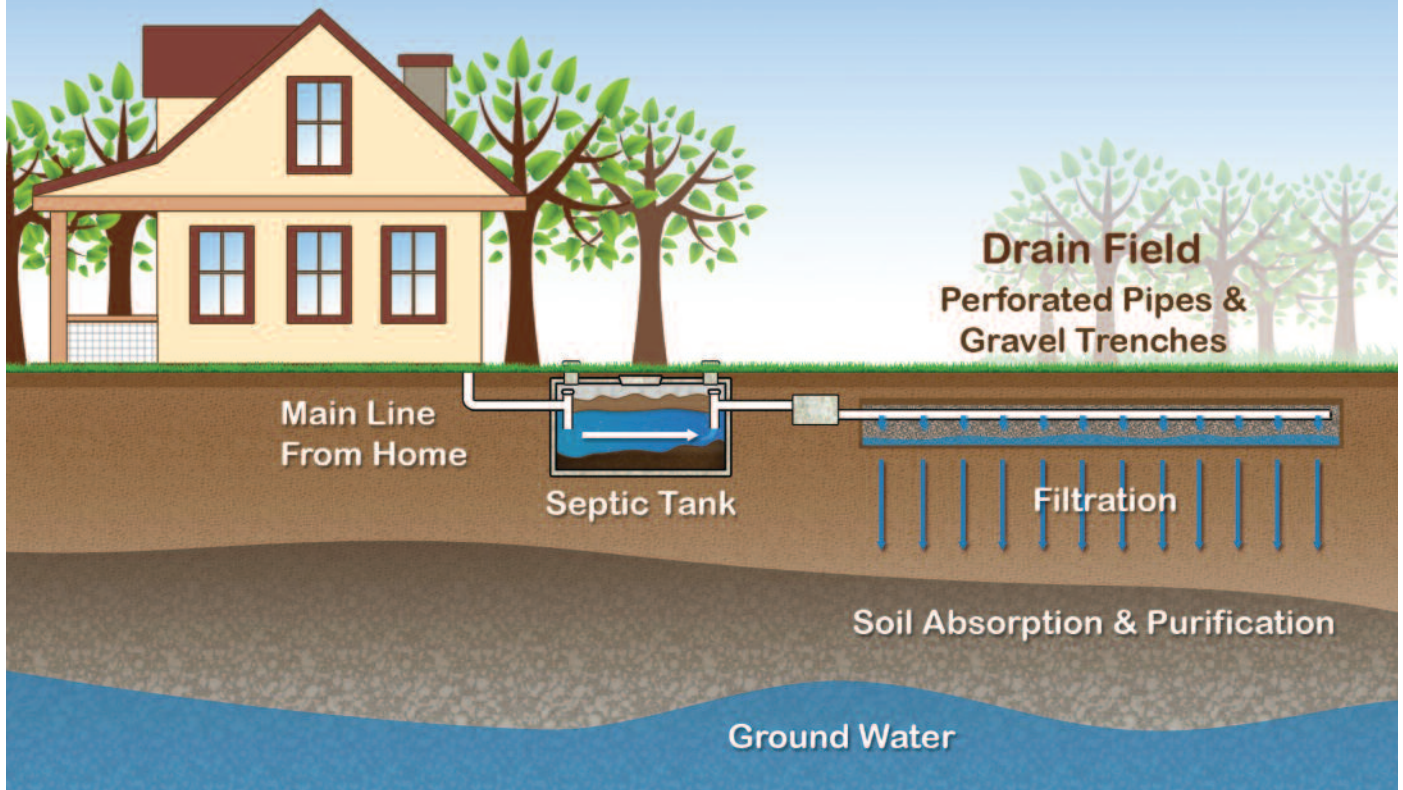 Drain Field
Perforated Pipes &
Gravel Trenches
Main Line
From Home
Septic Tank
Filtration
Soil Absorption & Purification
Ground Water